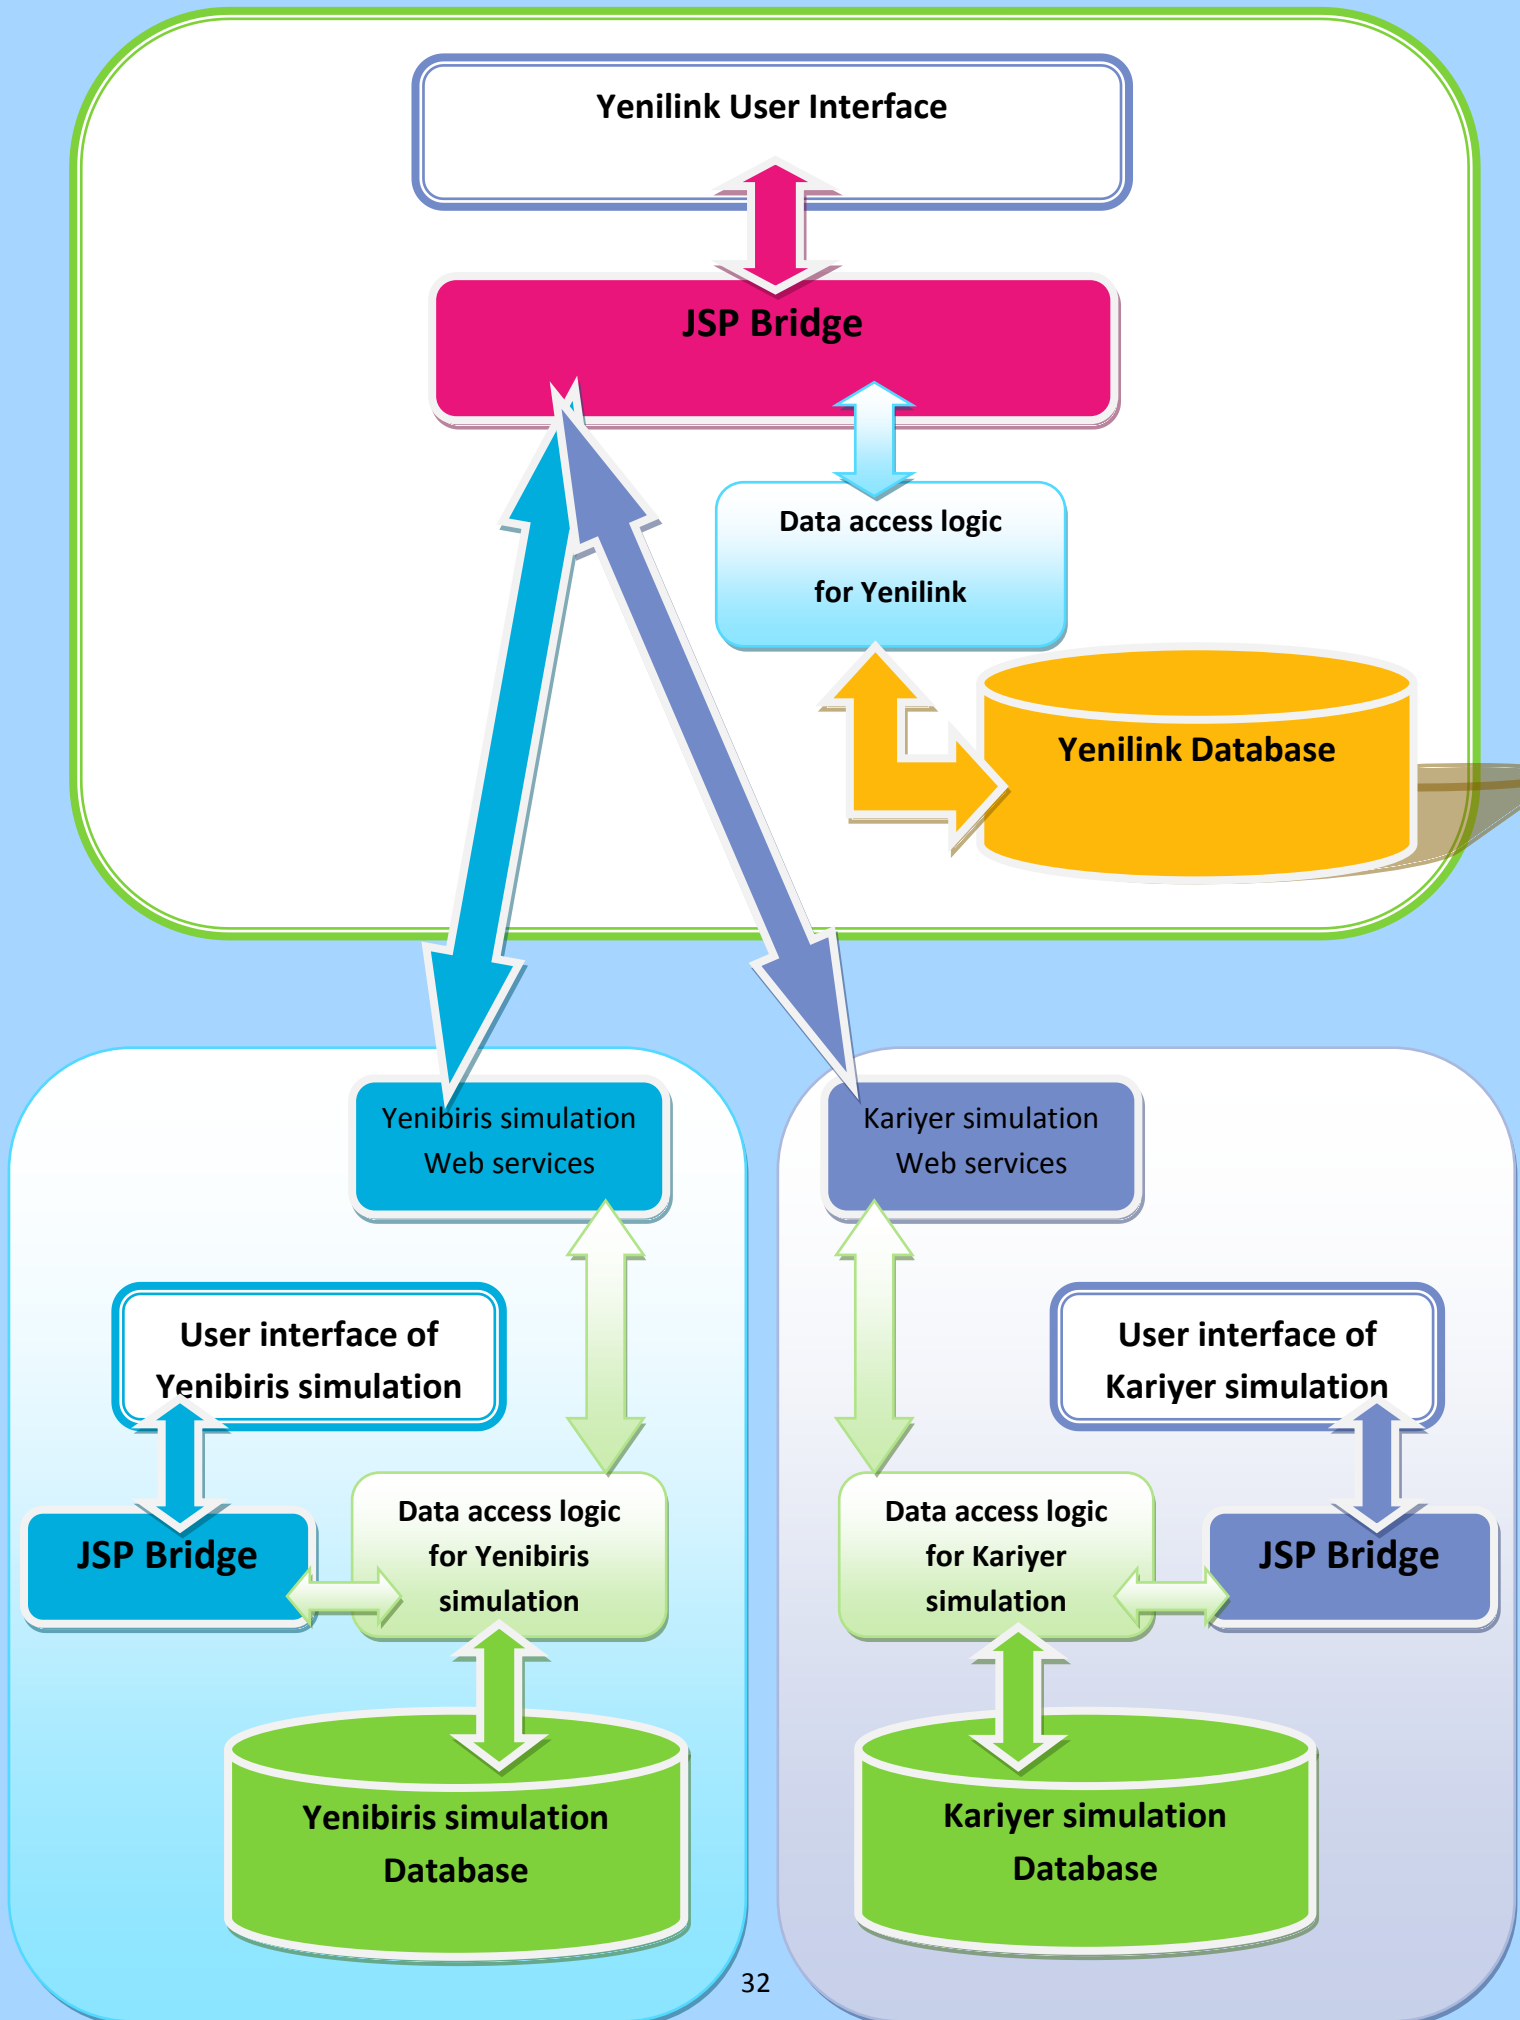 Yenilink User Interface
JSP Bridge
Data access logic
for Yenilink
Yenilink Database
Yenibiris simulation
Web services
Kariyer simulation
Web services
User interface of
Yenibiris simulation
User interface of
Kariyer simulation
JSP Bridge
Data access logic
for Yenibiris
simulation
Data access logic
for Kariyer
simulation
JSP Bridge
Yenibiris simulation
Database
Kariyer simulation
Database
32